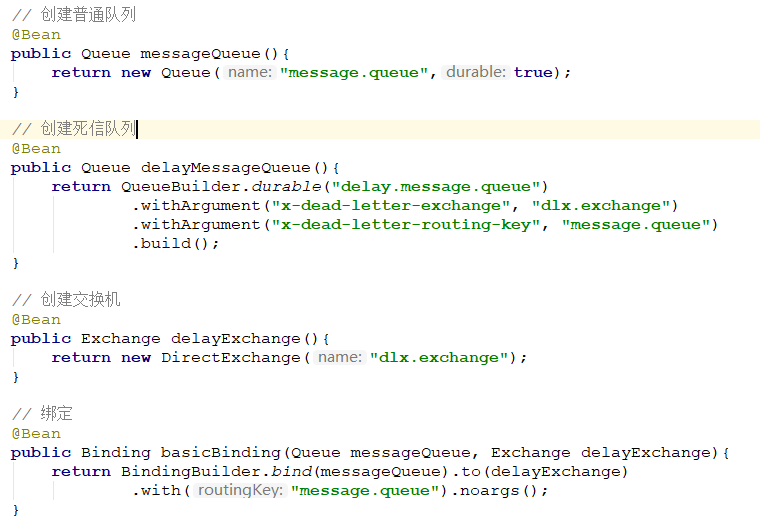 // 创建普通队列
@Bean
public Queue messageQueue(){
    return new Queue( name: "message.queue", durable: true);
}
// 创建死信队列
@Bean
public Queue delayMessageQueue(){
    return QueueBuilder.durable("delay.message.queue")
            .withArgument("x-dead-letter-exchange", "dlx.exchange")
            .withArgument("x-dead-letter-routing-key", "message.queue")
            .build();
}
// 创建交换机
@Bean
public Exchange delayExchange(){
    return new DirectExchange( name: "dlx.exchange");
}
// 绑定
@Bean
public Binding basicBinding(Queue messageQueue, Exchange delayExchange){
    return BindingBuilder.bind(messageQueue).to(delayExchange)
            .with( routingKey: "message.queue").noargs();
}